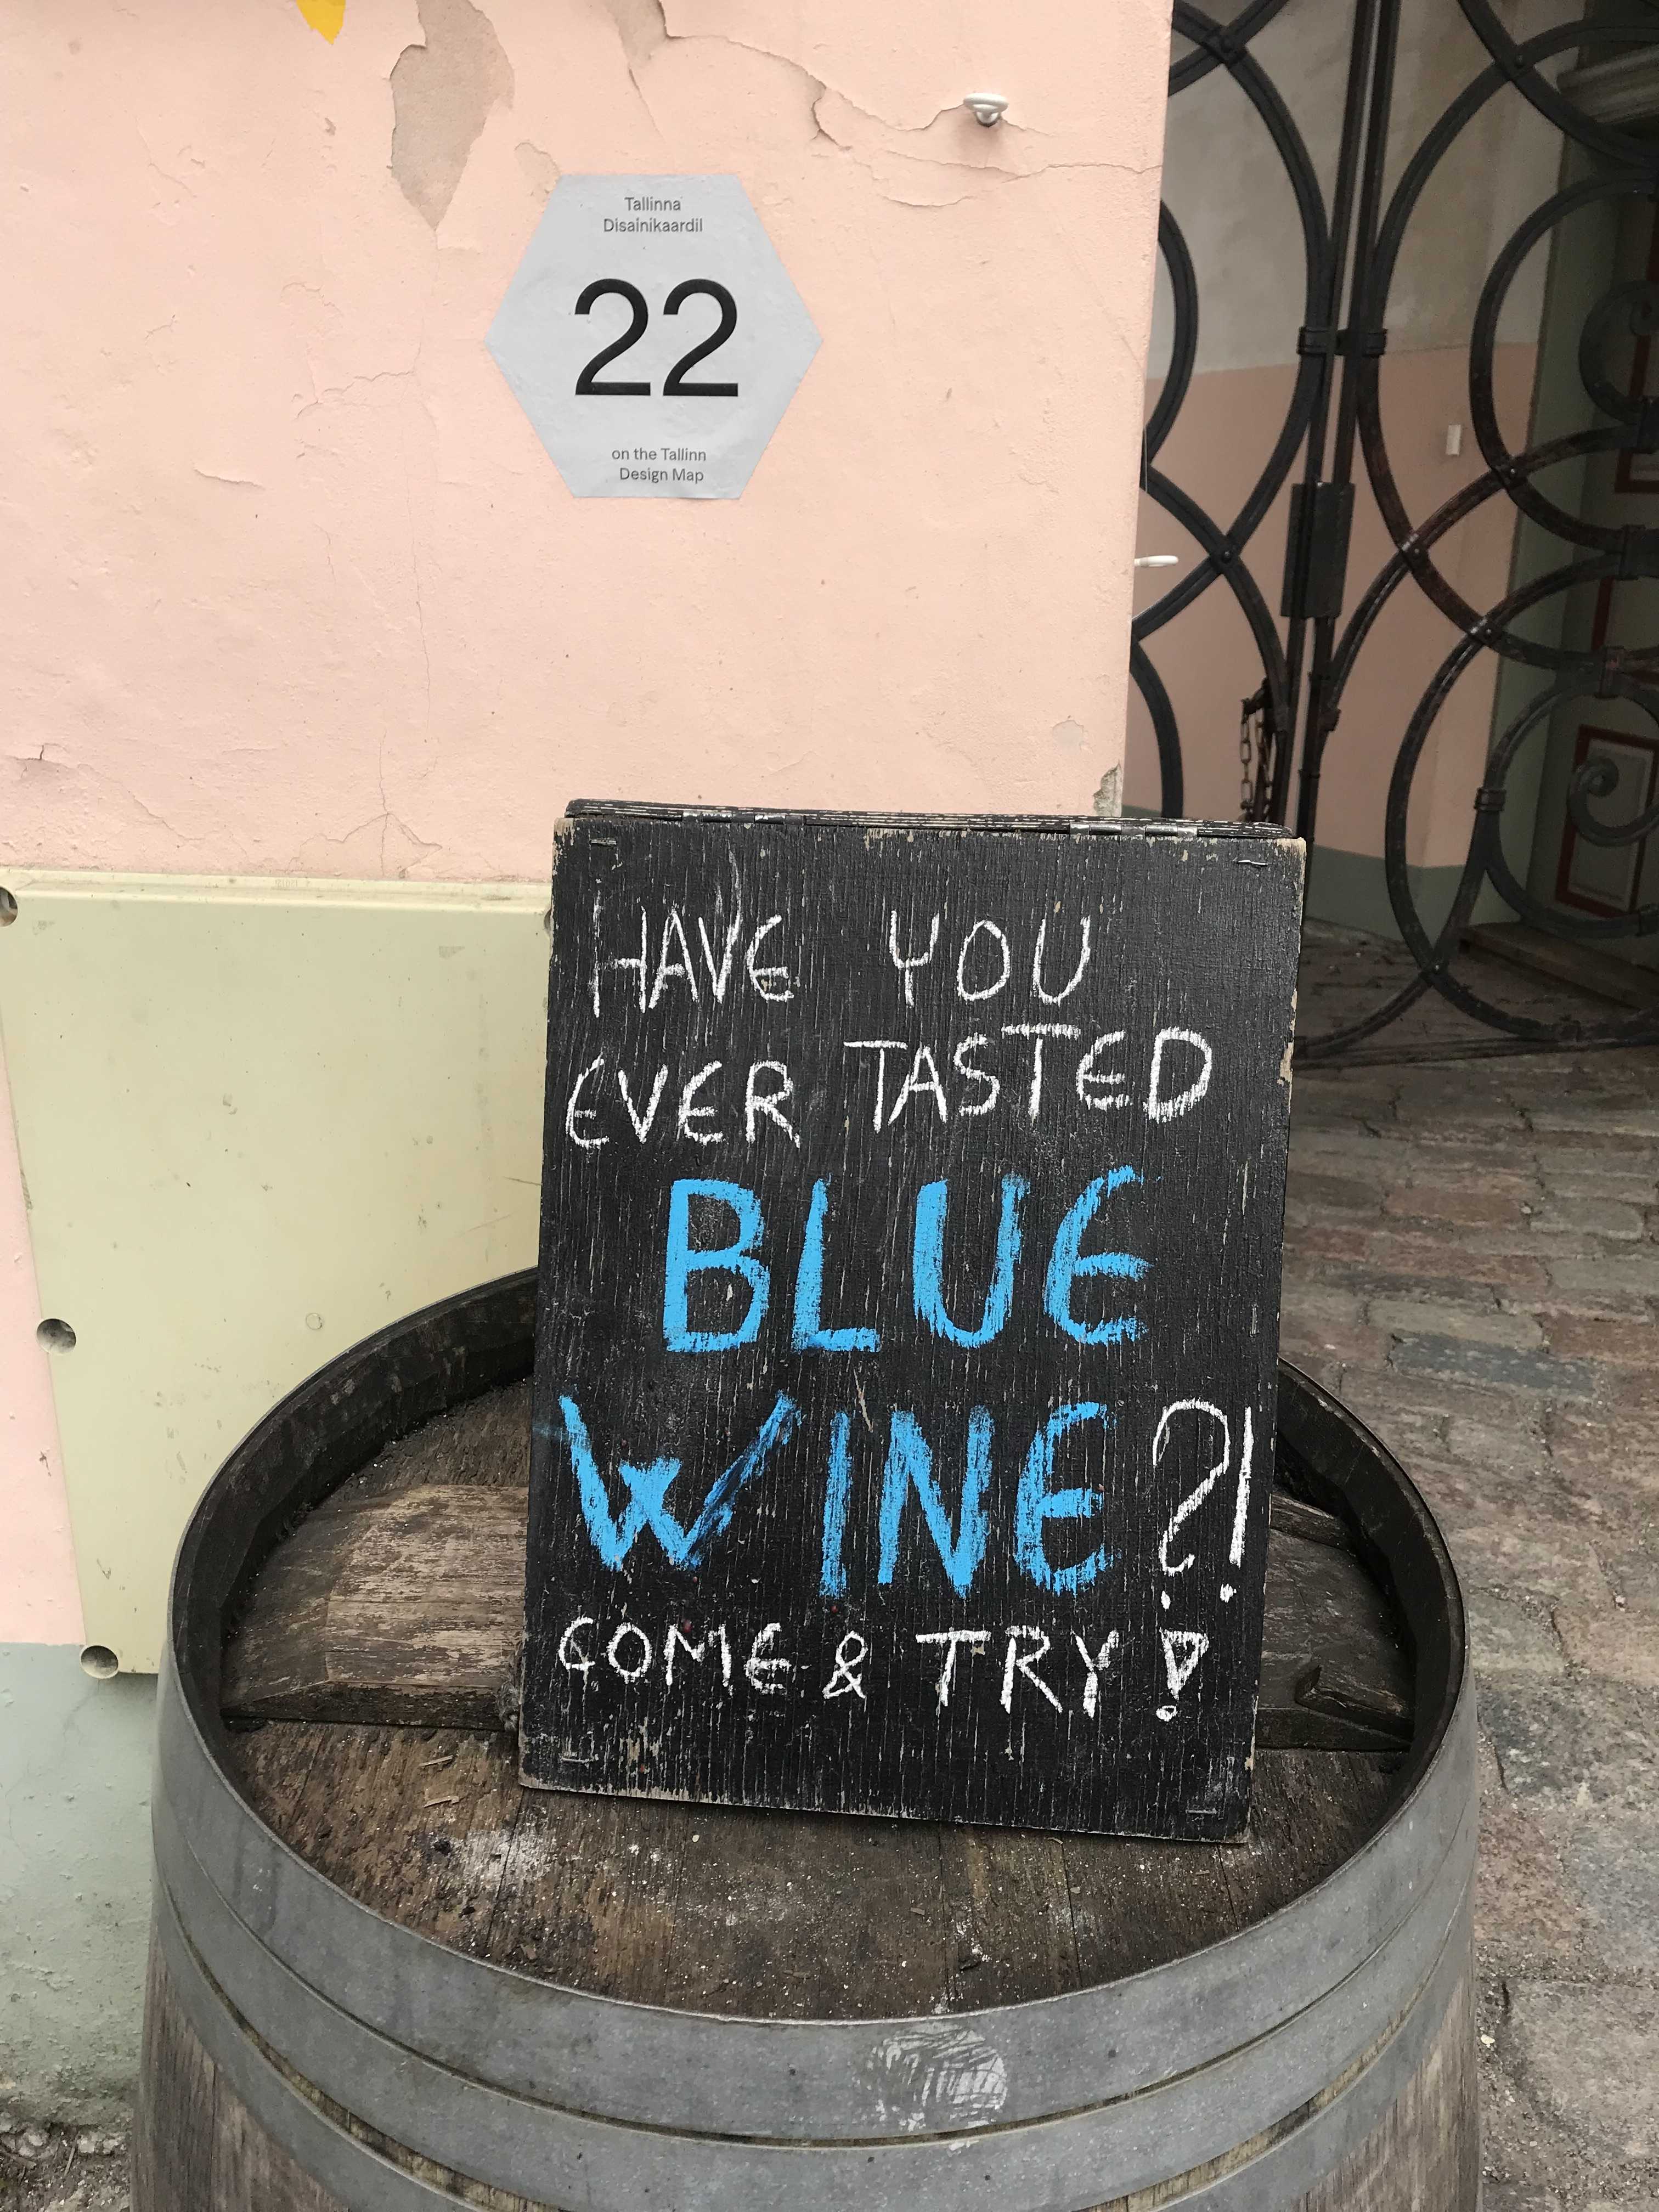 Tallinna
Disainikaardil
22
on the Tallinn
Design Map
HAVE YOU
EVER TASTED
BLUE
WINE?!
COME & TRY!